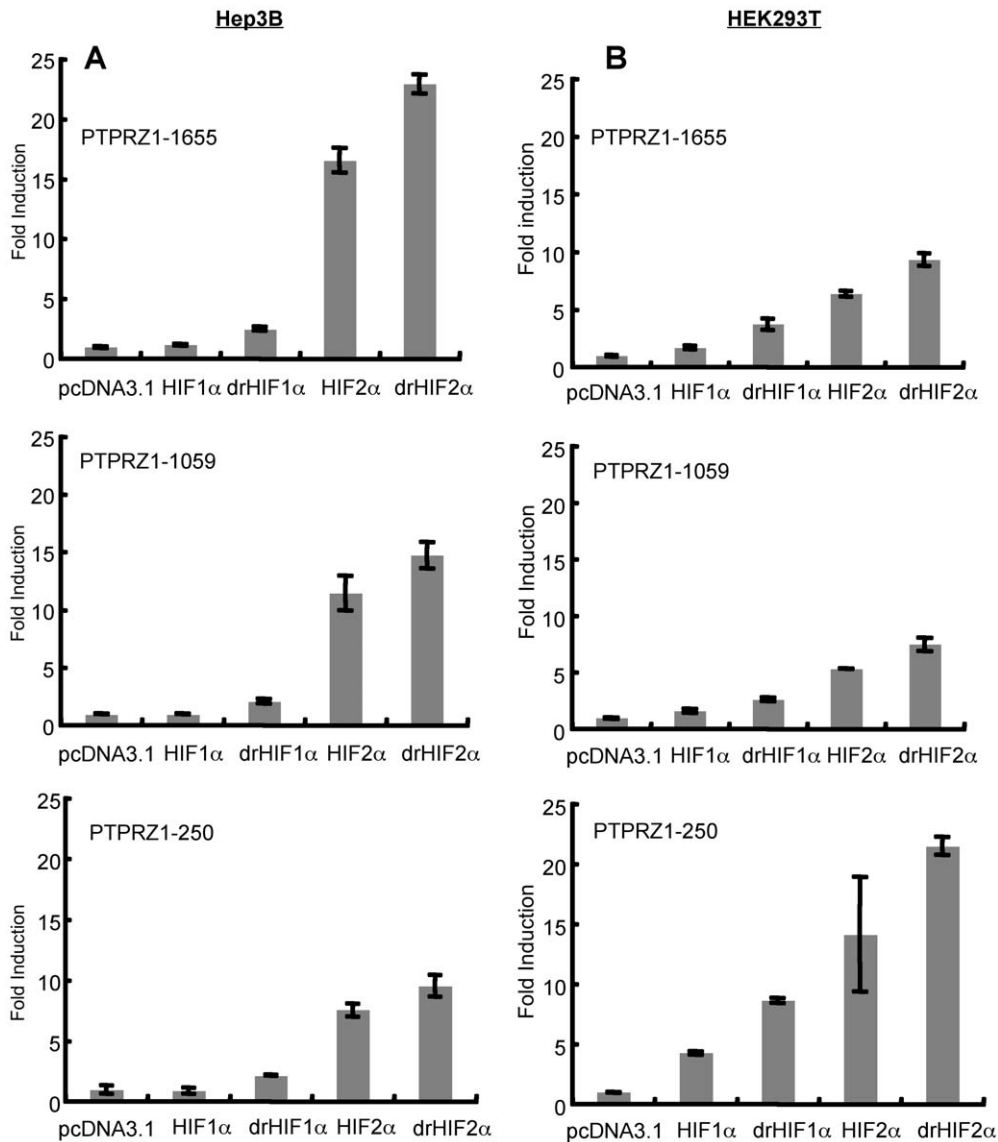 Hep3B
A
25
20
15
10
5
0
Fold Induction
PTPRZ1-1655
pcDNA3.1 HIF1α drHIF1α HIF2α drHIF2α
25
20
15
10
5
0
Fold Induction
PTPRZ1-1059
pcDNA3.1 HIF1α drHIF1α HIF2α drHIF2α
25
20
15
10
5
0
Fold Induction
PTPRZ1-250
pcDNA3.1 HIF1α drHIF1α HIF2α drHIF2α
HEK293T
B
25
20
15
10
5
0
Fold induction
PTPRZ1-1655
pcDNA3.1 HIF1α drHIF1α HIF2α drHIF2α
25
20
15
10
5
0
Fold Induction
PTPRZ1-1059
pcDNA3.1 HIF1α drHIF1α HIF2α drHIF2α
25
20
15
10
5
0
Fold Induction
PTPRZ1-250
pcDNA3.1 HIF1α drHIF1α HIF2α drHIF2α